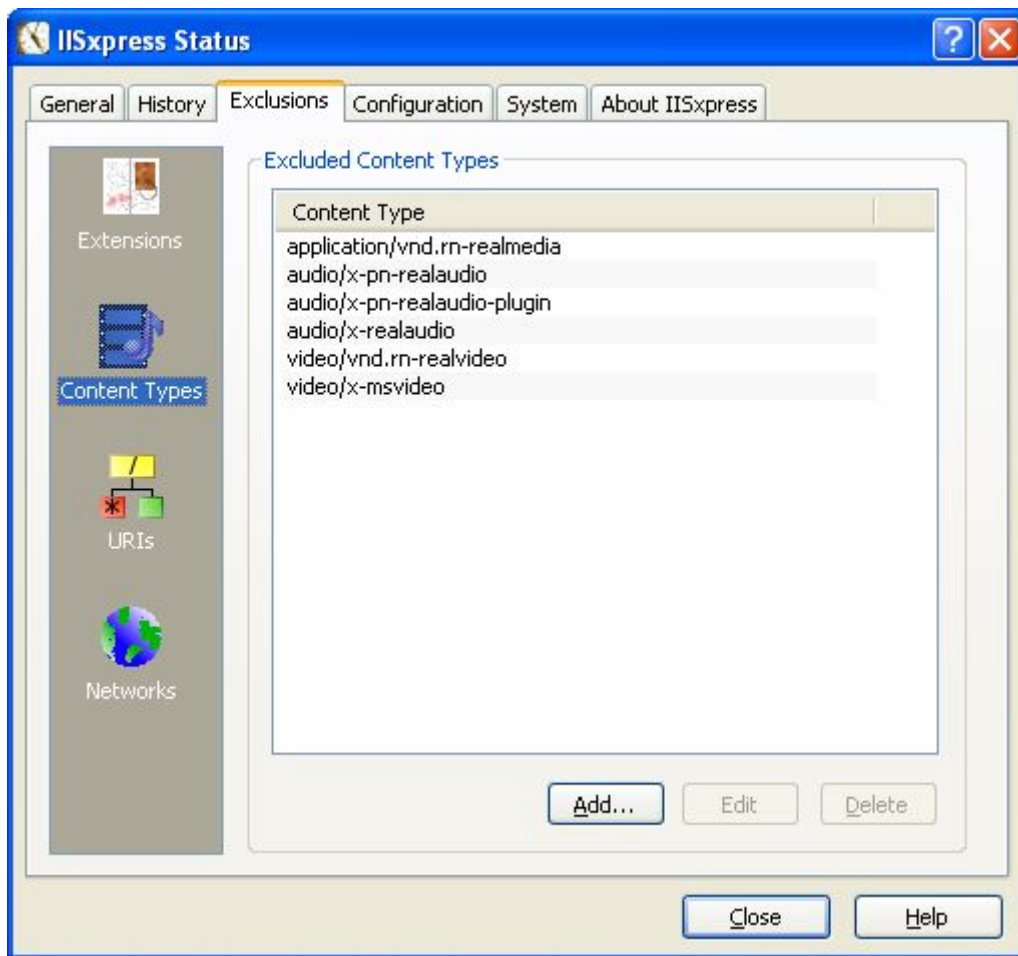 IISxpress Status
General History Exclusions Configuration System About IISxpress
Extensions
Content Types
URIs
Networks
Excluded Content Types
Content Type
application/vnd.rn-realmedia
audio/x-pn-realaudio
audio/x-pn-realaudio-plugin
audio/x-realaudio
video/vnd.rn-realvideo
video/x-msvideo
Add... Edit Delete
Close Help